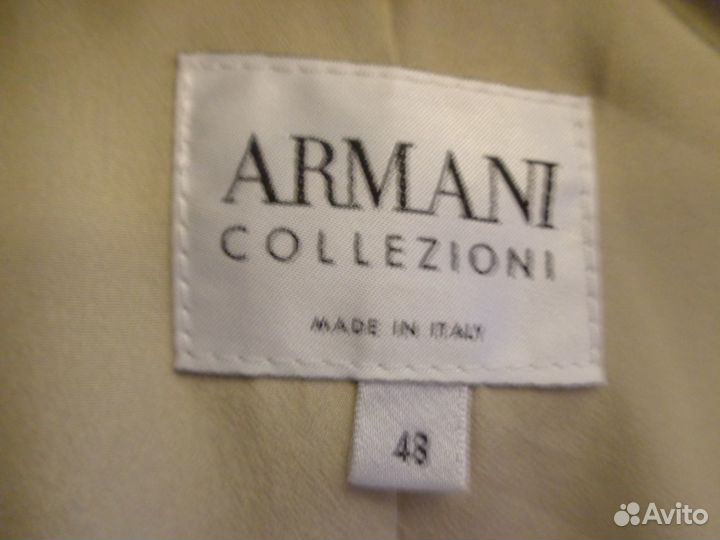 ARMANI
COLLEZIONI
MADE IN ITALY
48
Avito